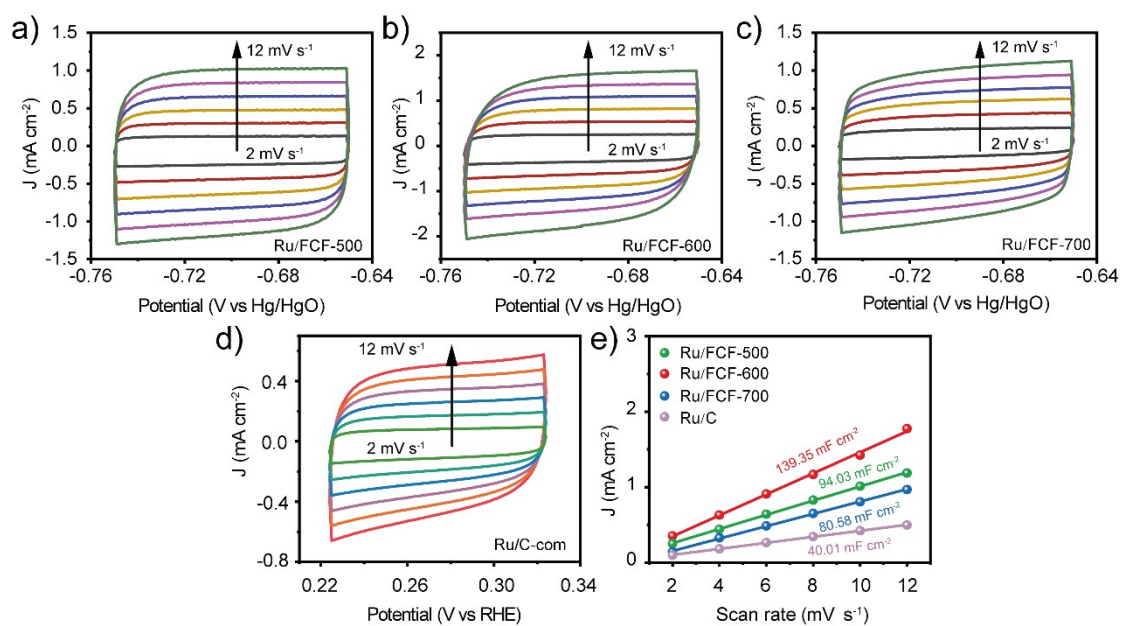 a)
12 mV s⁻¹
2 mV s⁻¹
Ru/FCF-500
J (mA cm⁻²)
1.5
1.0
0.5
0.0
-0.5
-1.0
-1.5
-0.76 -0.72 -0.68 -0.64
Potential (V vs Hg/HgO)
b)
12 mV s⁻¹
2 mV s⁻¹
Ru/FCF-600
J (mA cm⁻²)
2
1
0
-1
-2
-0.76 -0.72 -0.68 -0.64
Potential (V vs Hg/HgO)
c)
12 mV s⁻¹
2 mV s⁻¹
Ru/FCF-700
J (mA cm⁻²)
1.5
1.0
0.5
0.0
-0.5
-1.0
-1.5
-0.76 -0.72 -0.68 -0.64
Potential (V vs Hg/HgO)
d)
12 mV s⁻¹
2 mV s⁻¹
Ru/C-com
J (mA cm⁻²)
0.4
0.0
-0.4
-0.8
0.22 0.26 0.30 0.34
Potential (V vs RHE)
e)
Ru/FCF-500
Ru/FCF-600
Ru/FCF-700
Ru/C
139.35 mF cm⁻²
94.03 mF cm⁻²
80.58 mF cm⁻²
40.01 mF cm⁻²
J (mA cm⁻²)
3
2
1
0
2 4 6 8 10 12
Scan rate (mV s⁻¹)